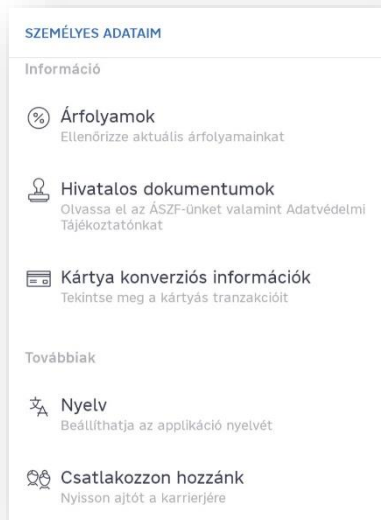 SZEMÉLYES ADATAIM
Információ
Árfolyamok
Ellenőrizze aktuális árfolyamainkat
Hivatalos dokumentumok
Olvassa el az ÁSZF-ünket valamint Adatvédelmi
Tájékoztatónkat
Kártya konverziós információk
Tekintse meg a kártyás tranzakcióit
Továbbiak
Nyelv
Beállíthatja az applikáció nyelvét
Csatlakozzon hozzánk
Nyisson ajtót a karrierjére